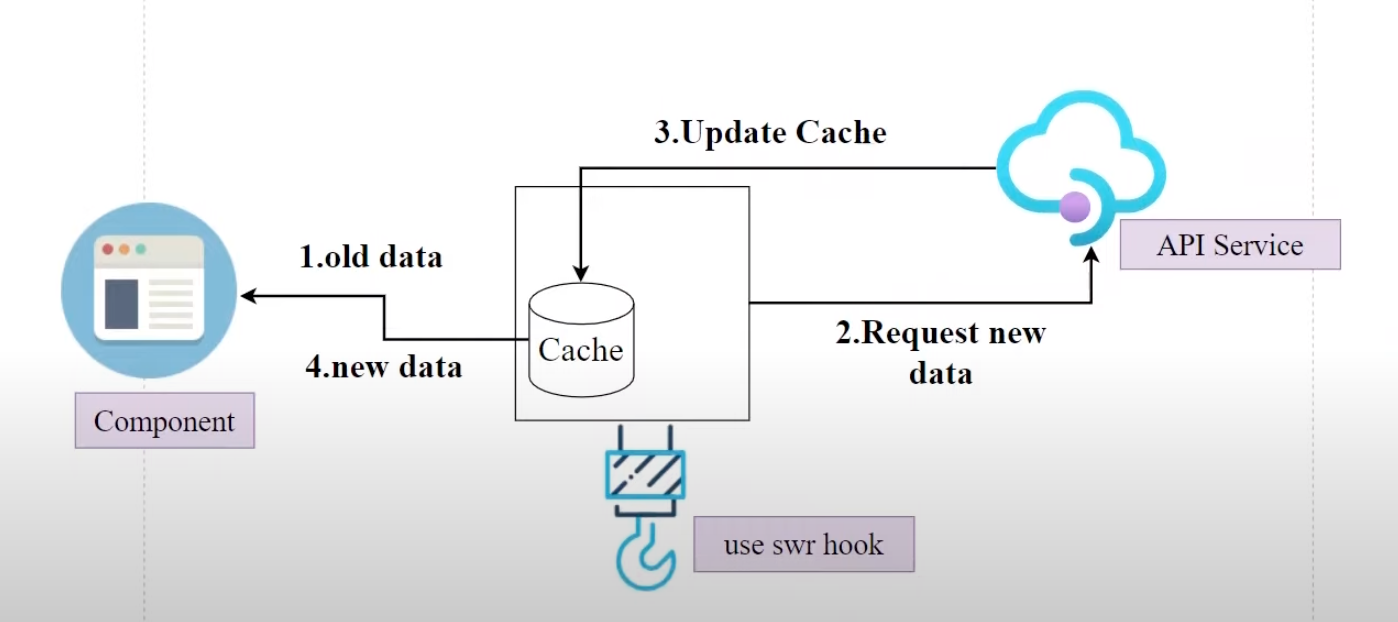 3.Update Cache
API Service
1.old data
2.Request new
data
Cache
4.new data
Component
use swr hook